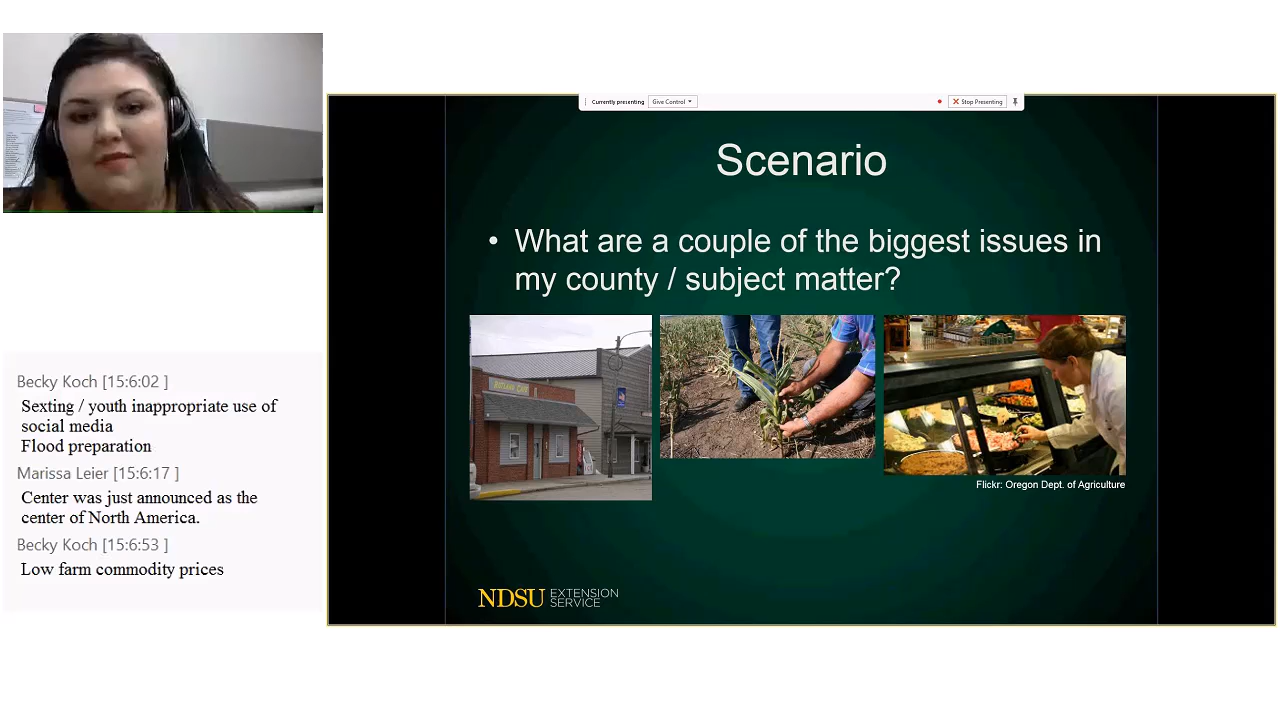 Currently presenting
Give Control
Stop Presenting
Scenario
• What are a couple of the biggest issues in
my county / subject matter?
Flickr: Oregon Dept. of Agriculture
NDSU EXTENSION
SERVICE
Becky Koch [15:6:02 ]
Sexting / youth inappropriate use of
social media
Flood preparation
Marissa Leier [15:6:17 ]
Center was just announced as the
center of North America.
Becky Koch [15:6:53 ]
Low farm commodity prices